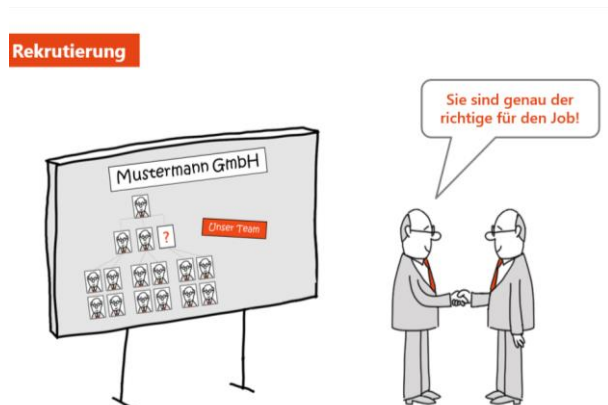 Rekrutierung
Sie sind genau der
richtige für den Job!
Mustermann GmbH
Unser Team
?